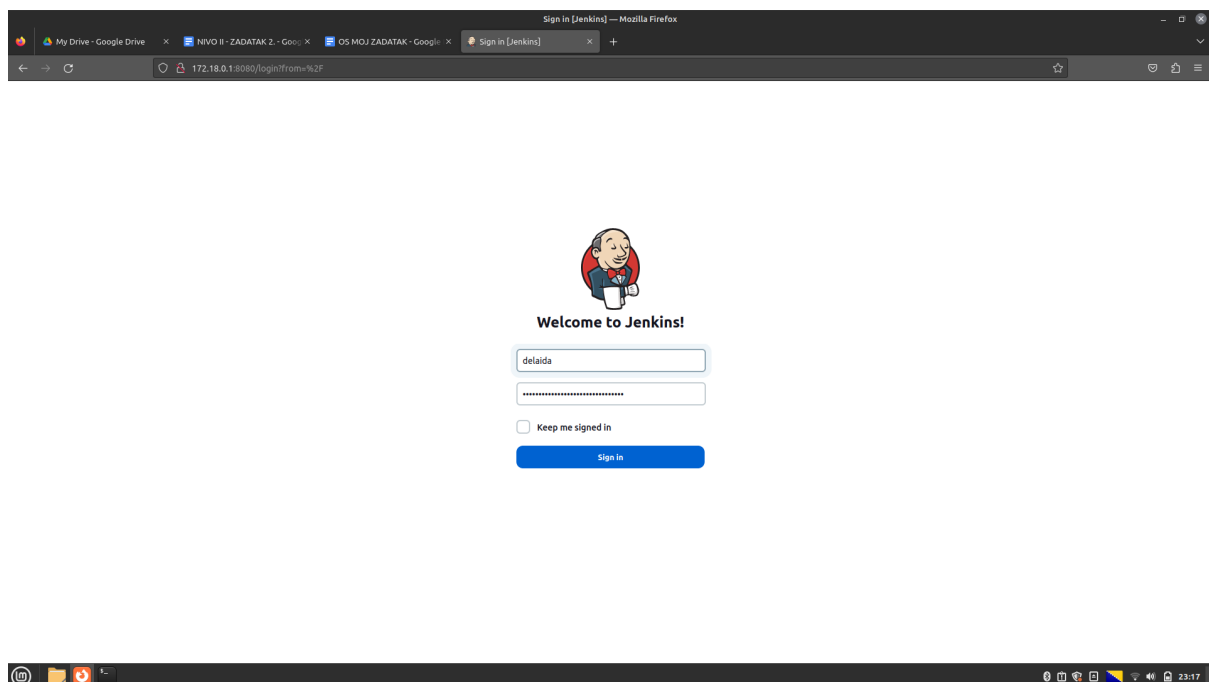 Sign in [Jenkins] — Mozilla Firefox
My Drive - Google Drive
NIVO II - ZADATAK 2. - Goog
OS MOJ ZADATAK - Google
Sign in [Jenkins]
172.18.0.1:8080/login?from=%2F
Welcome to Jenkins!
delaida
Keep me signed in
Sign in
23:17